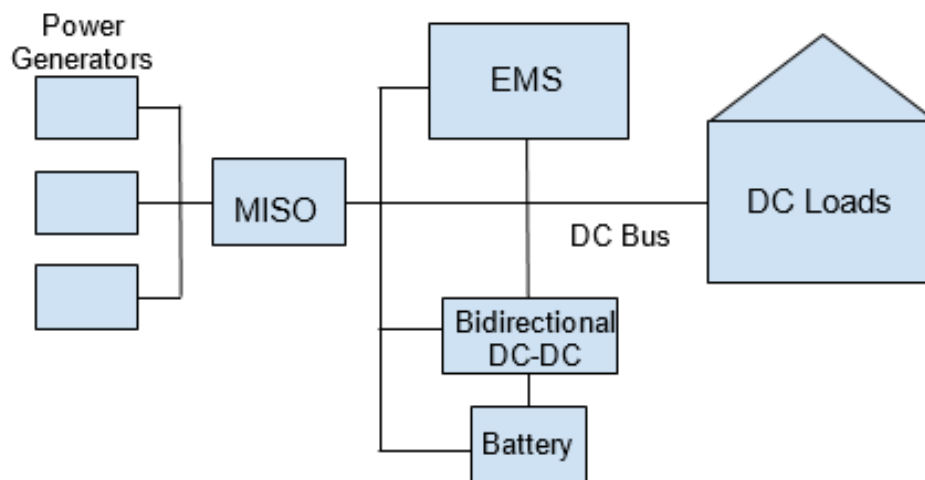 Power
Generators
EMS
MISO
DC Loads
DC Bus
Bidirectional
DC-DC
Battery